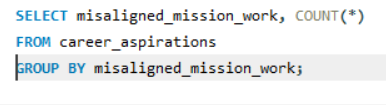 SELECT misaligned_mission_work, COUNT(*)
FROM career_aspirations
GROUP BY misaligned_mission_work;